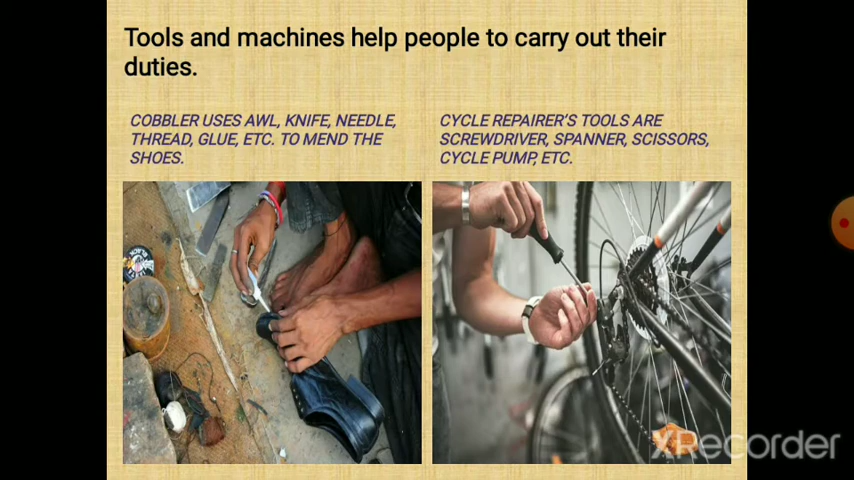 Tools and machines help people to carry out their
duties.
COBBLER USES AWL, KNIFE, NEEDLE,
THREAD, GLUE, ETC. TO MEND THE
SHOES.
CYCLE REPAIRER'S TOOLS ARE
SCREWDRIVER, SPANNER, SCISSORS,
CYCLE PUMP, ETC.
XRecorder